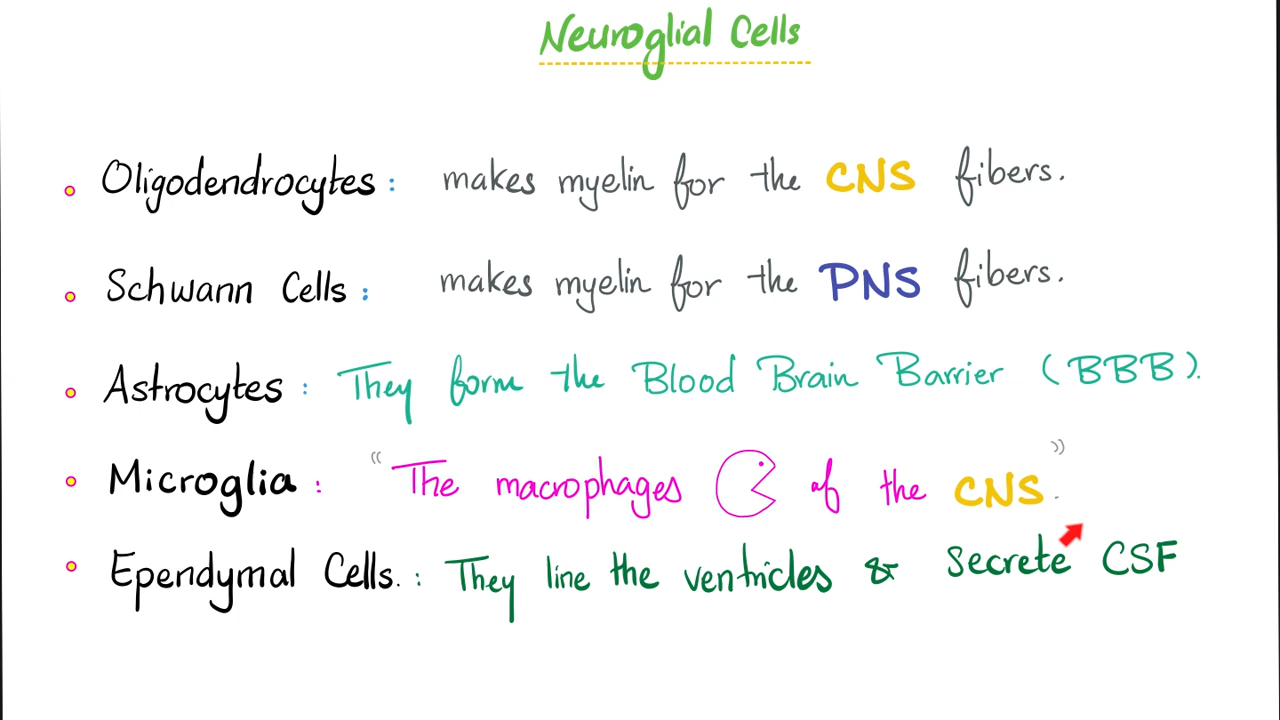 Neuroglial Cells
Oligodendrocytes: makes myelin for the CNS fibers.
Schwann Cells: makes myelin for the PNS fibers.
Astrocytes: They form the Blood Brain Barrier (BBB).
Microglia: "The macrophages of the CNS".
Ependymal Cells.: They line the ventricles & secrete CSF